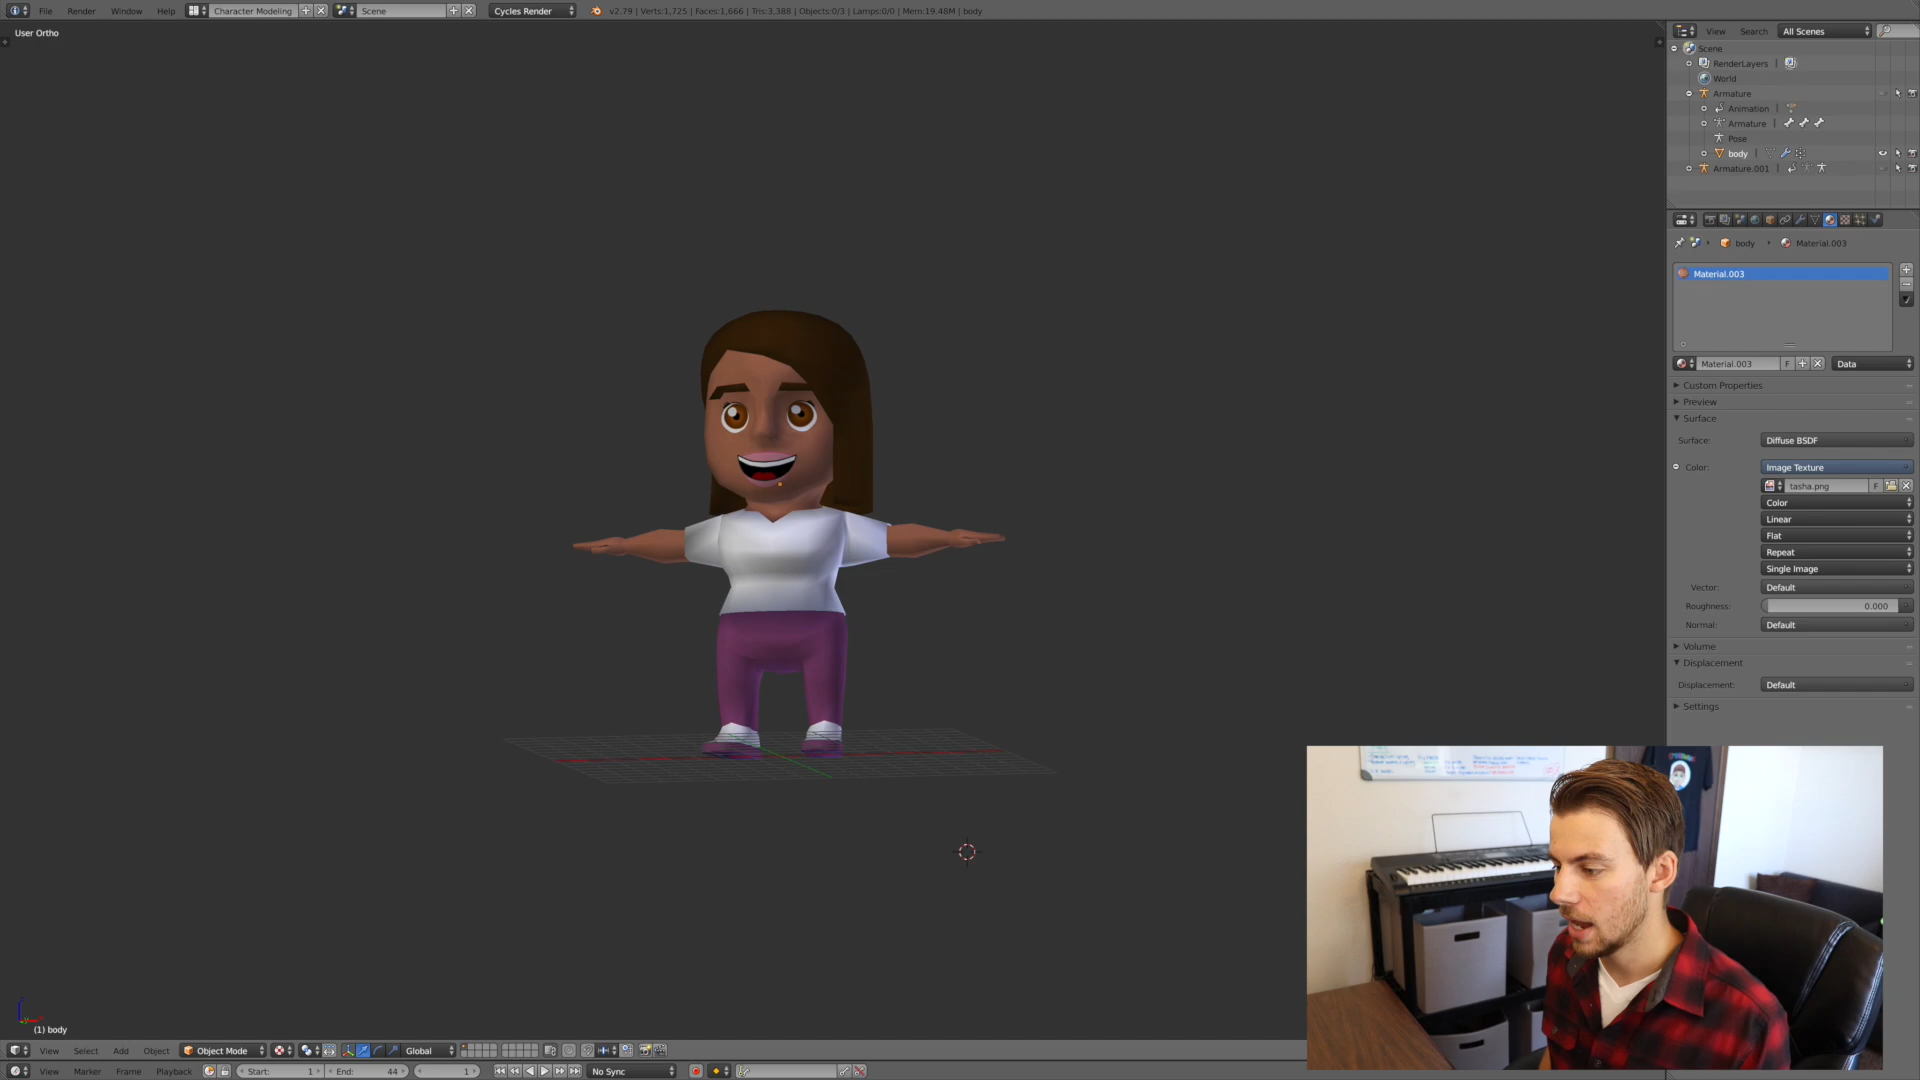 File Render Window Help Character Modeling Scene Cycles Render v2.79 | Verts:1,725 | Faces:1,666 | Tris:3,388 | Objects:0/3 | Lamps:0/0 | Mem:19.48M | body
User Ortho
View Search All Scenes
Scene
RenderLayers |
World
Armature
Animation |
Armature |
Pose
body |
Armature.001 |
body Material.003
Material.003
Material.003 F Data
Custom Properties
Preview
Surface
Surface: Diffuse BSDF
Color: Image Texture
tasha.png F
Color
Linear
Flat
Repeat
Single Image
Vector: Default
Roughness: 0.000
Normal: Default
Volume
Displacement
Displacement: Default
Settings
(1) body
View Select Add Object Object Mode Global
View Marker Frame Playback Start: 1 End: 44 1 No Sync